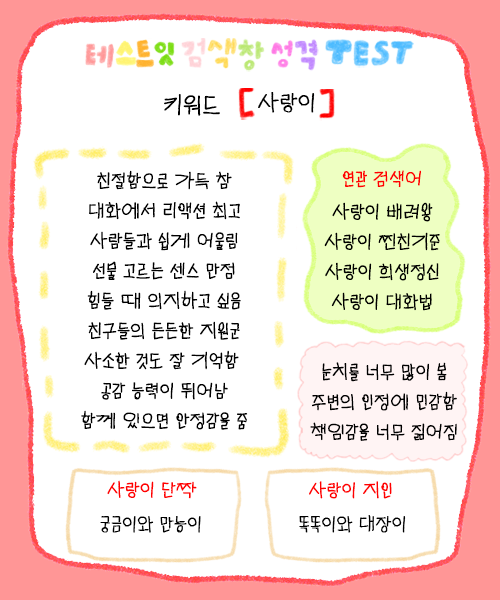 테스트잇 검색창 성격 TEST
키워드 [사랑이]
친절함으로 가득 참
대화에서 리액션 최고
사람들과 쉽게 어울림
선물 고르는 센스 만점
힘들 때 의지하고 싶음
친구들의 든든한 지원군
사소한 것도 잘 기억함
공감 능력이 뛰어남
함께 있으면 안정감을 줌
연관 검색어
사랑이 배려왕
사랑이 찐친기준
사랑이 희생정신
사랑이 대화법
눈치를 너무 많이 봄
주변의 인정에 민감함
책임감을 너무 짊어짐
사랑이 단짝
궁금이와 만능이
사랑이 지인
똑똑이와 대장이